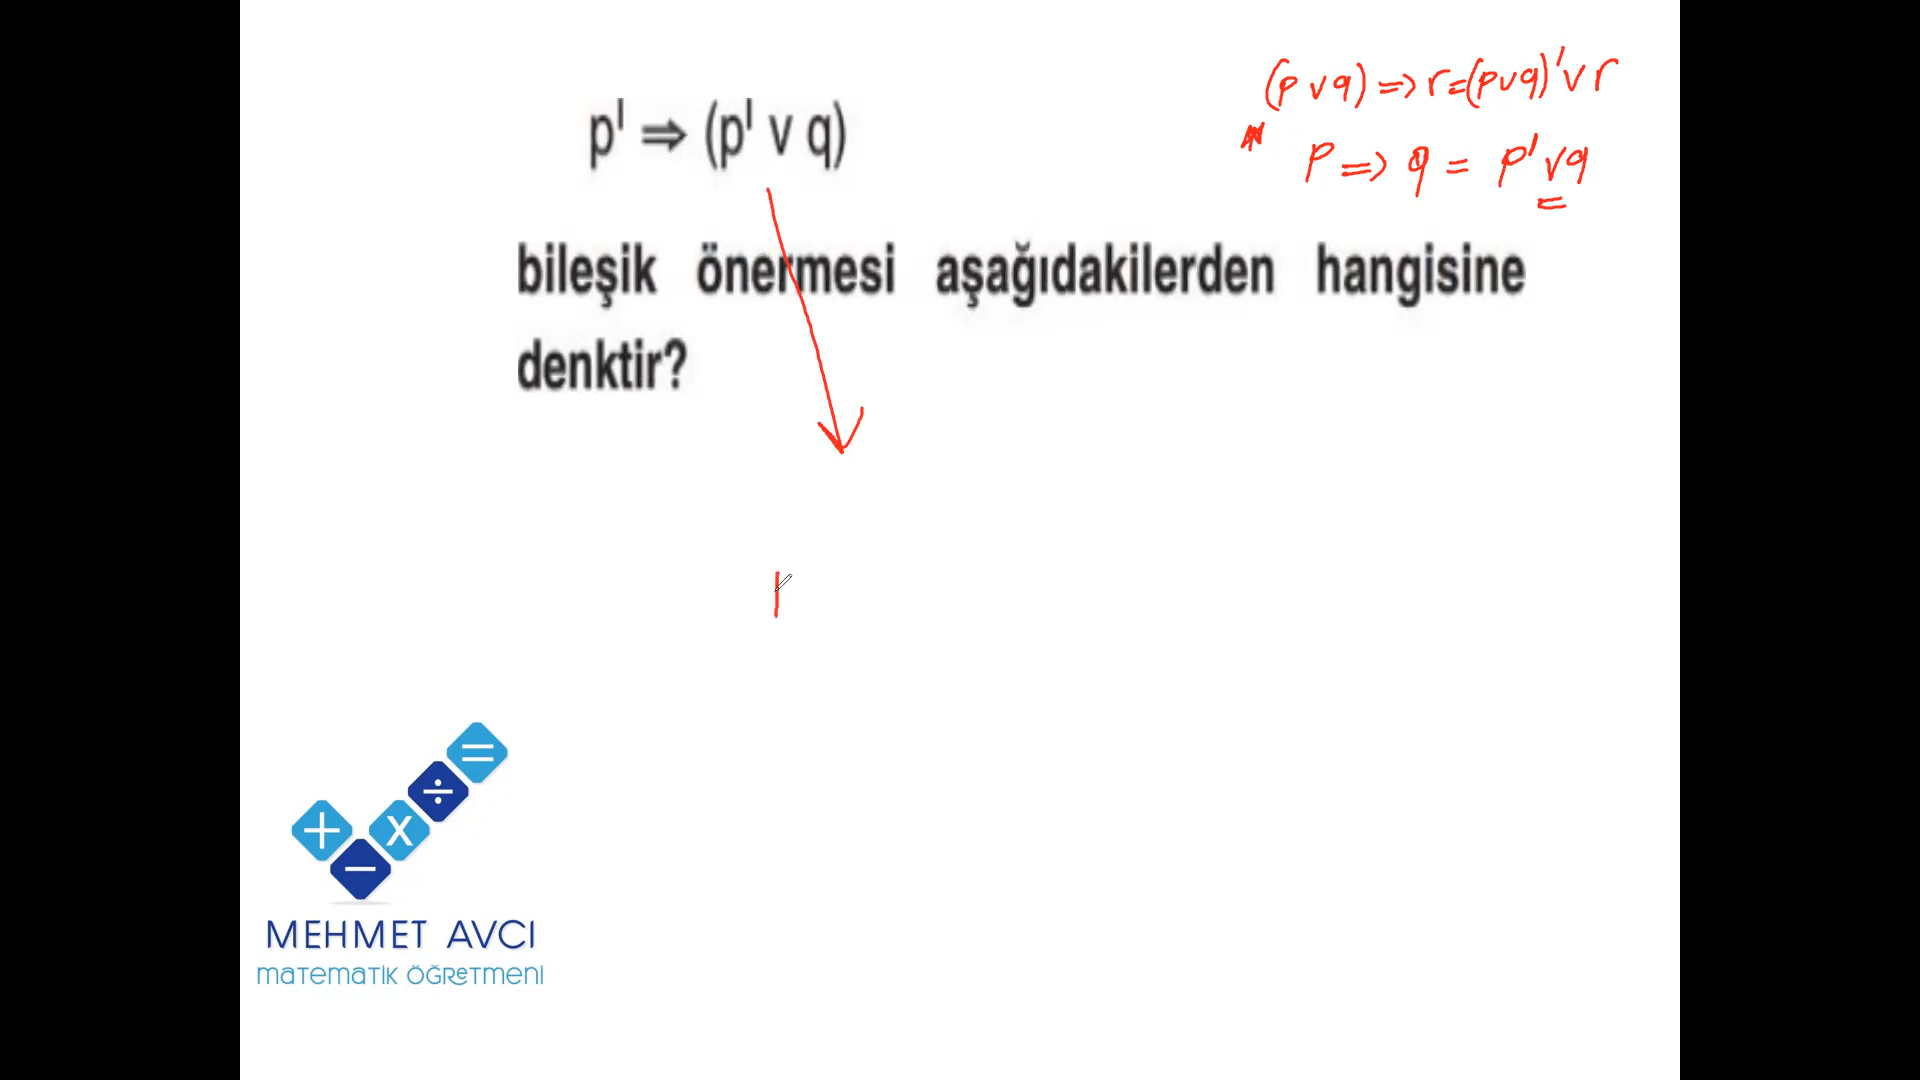 (p v q) ⇒ r = (p v q)' v r
p' ⇒ (p' v q)
* p ⇒ q = p' v q
bileşik önermesi aşağıdakilerden hangisine
denktir?
MEHMET AVCI
matematik öğretmeni